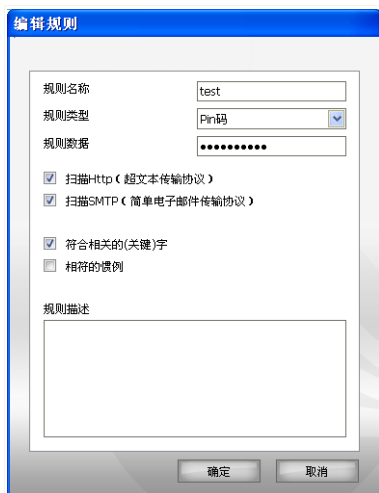 编辑规则
规则名称 test
规则类型 Pin码
规则数据 ●●●●●●●●●●
扫描Http（超文本传输协议）
扫描SMTP（简单电子邮件传输协议）
符合相关的(关键)字
相符的惯例
规则描述
确定 取消